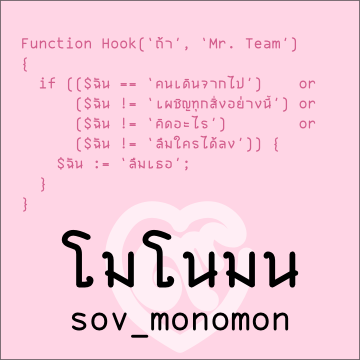 Function Hook(‘ถ้า’, ‘Mr. Team’)
{
if (($ฉัน == ‘คนเดินจากไป’) or
($ฉัน != ‘เผชิญทุกสิ่งอย่างนี้’) or
($ฉัน != ‘คิดอะไร’) or
($ฉัน != ‘ลืมใครได้ลง’)) {
$ฉัน := ‘ลืมเธอ’;
}
}
โมโนมน
sov_monomon